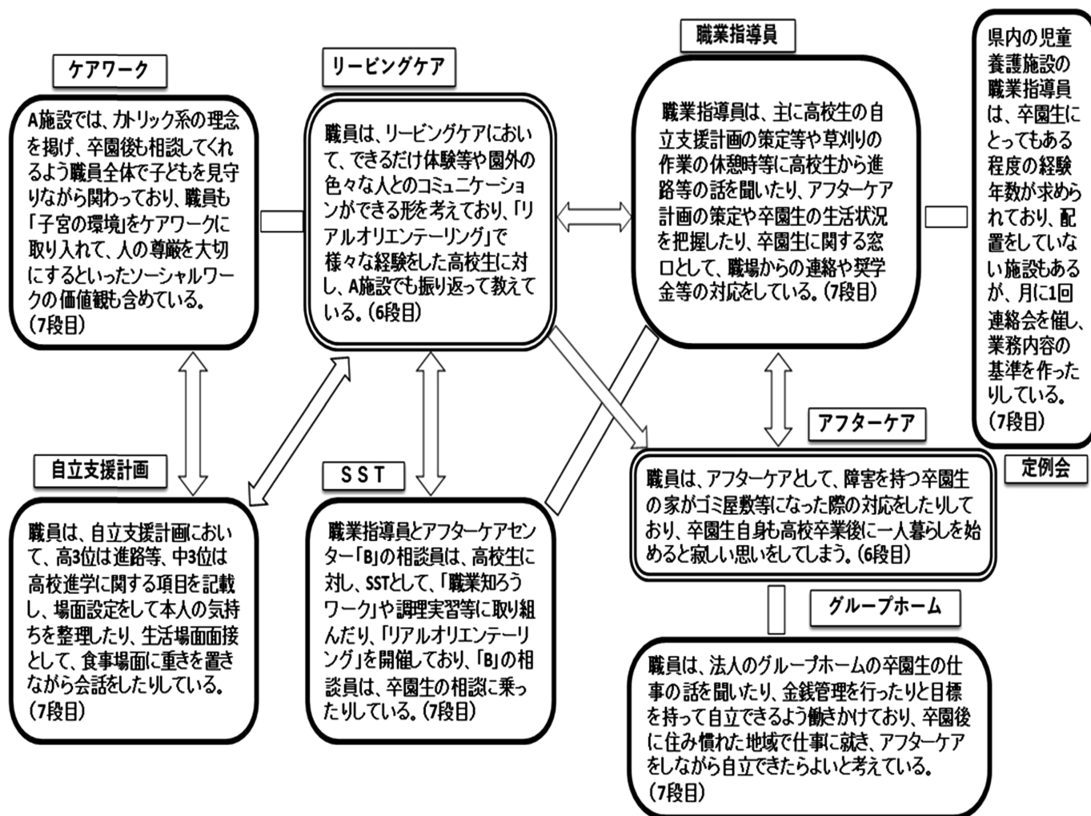 ケアワーク
A施設では、カトリック系の理念
を掲げ、卒園後も相談してくれ
るよう職員全体で子どもを見守
りながら関わっており、職員も
「子宮の環境」をケアワークに
取り入れて、人の尊厳を大切
にするといったソーシャルワー
クの価値観も含めている。
(7段目)
リービングケア
職員は、リービングケアにおい
て、できるだけ体験等や園外の
色々な人とのコミュニケーション
ができる形を考えており、「リ
アルオリエンテーリング」で
様々な経験をした高校生に対
し、A施設でも振り返って教えて
いる。(6段目)
職業指導員
職業指導員は、主に高校生の自
立支援計画の策定等や草刈りの
作業の休憩時等に高校生から進
路等の話を聞いたり、アフターケア
計画の策定や卒園生の生活状況
を把握したり、卒園生に関する窓
口として、職場からの連絡や奨学
金等の対応をしている。(7段目)
県内の児童
養護施設の
職業指導員
は、卒園生に
とってもある
程度の経験
年数が求めら
れており、配
置をしていな
い施設もある
が、月に1回
連絡会を催し、
業務内容の
基準を作った
りしている。
(7段目)
定例会
自立支援計画
職員は、自立支援計画におい
て、高3位は進路等、中3位は
高校進学に関する項目を記載
し、場面設定をして本人の気持
ちを整理したり、生活場面面接
として、食事場面に重きを置き
ながら会話をしたりしている。
(7段目)
SST
職業指導員とアフターケアセン
ター「B」の相談員は、高校生に
対し、SSTとして、「職業知ろう
ワーク」や調理実習等に取り組
んだり、「リアルオリエンテーリ
ング」を開催しており、「B」の相
談員は、卒園生の相談に乗っ
たりしている。(7段目)
アフターケア
職員は、アフターケアとして、障害を持つ卒園生
の家がゴミ屋敷等になった際の対応をしたりして
おり、卒園生自身も高校卒業後に一人暮らしを始
めると寂しい思いをしてしまう。(6段目)
グループホーム
職員は、法人のグループホームの卒園生の仕
事の話を聞いたり、金銭管理を行ったりと目標
を持って自立できるよう働きかけており、卒園後
に住み慣れた地域で仕事に就き、アフターケア
をしながら自立できたらよいと考えている。
(7段目)